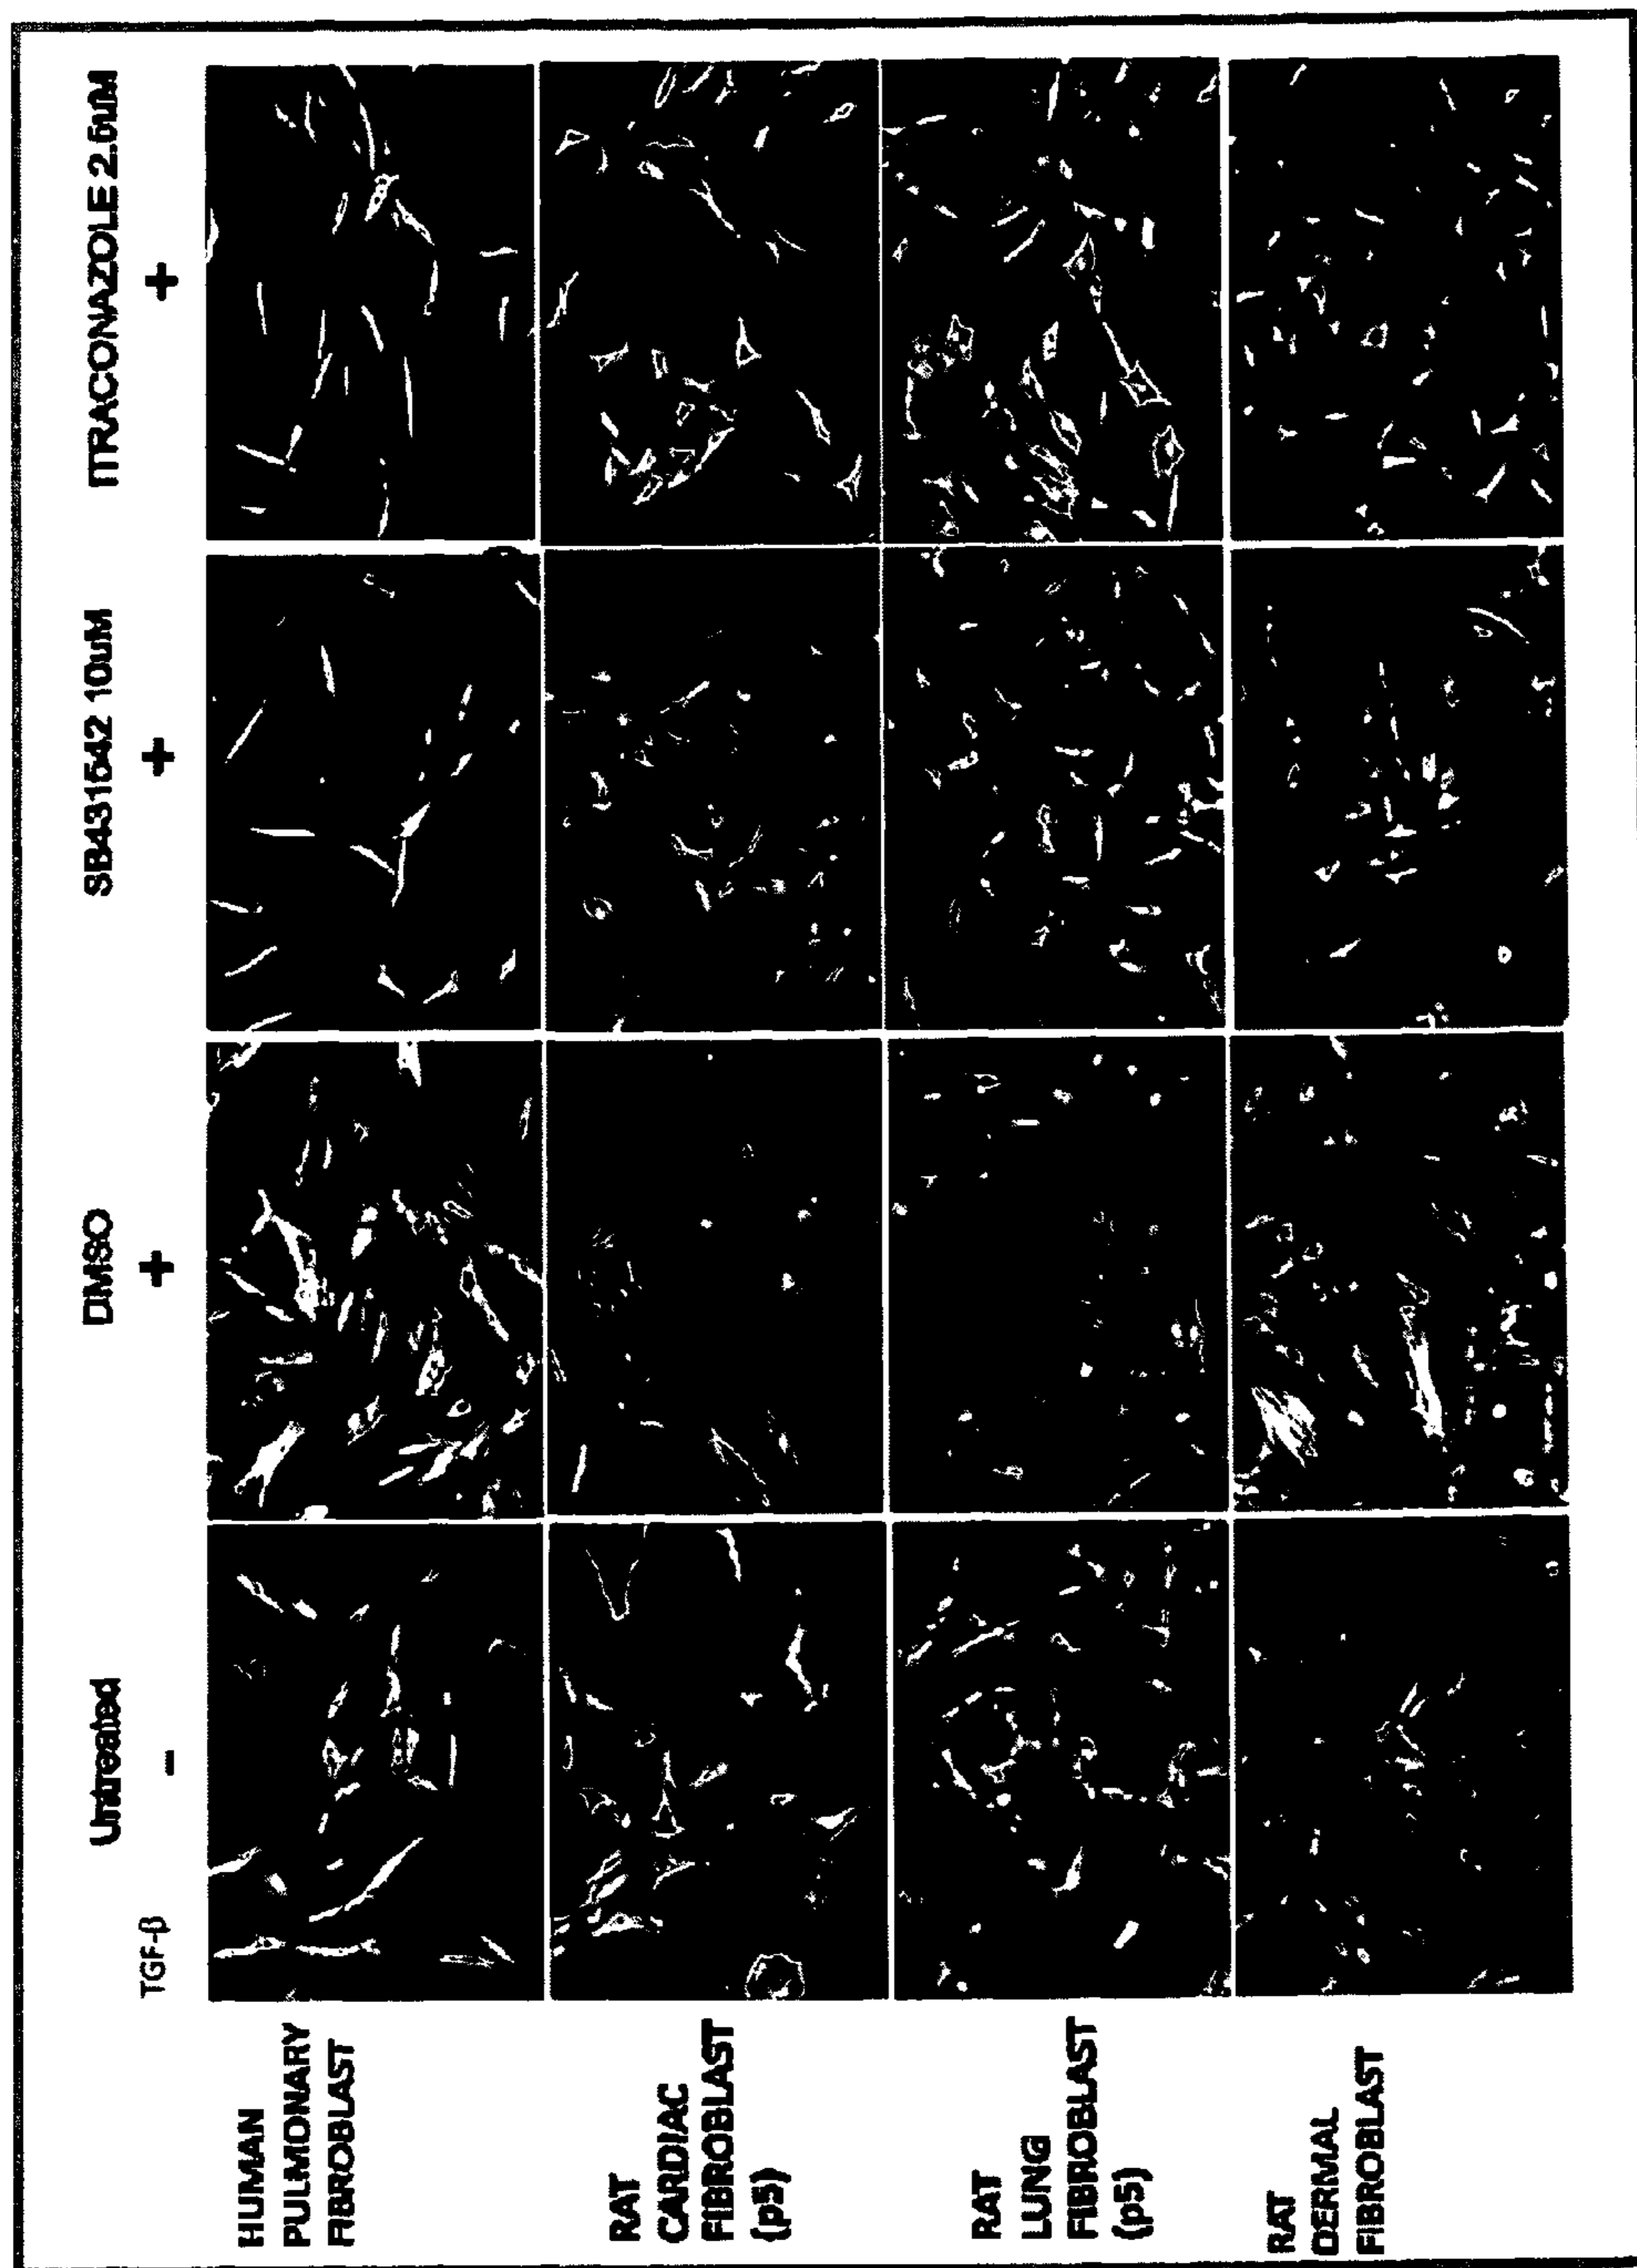 Untreated
DMSO
SB431542 10uM
ITRACONAZOLE 2.5uM
TGF-β
-
+
+
+
HUMAN
PULMONARY
FIBROBLAST
RAT
CARDIAC
FIBROBLAST
(p5)
RAT
LUNG
FIBROBLAST
(p5)
RAT
DERMAL
FIBROBLAST